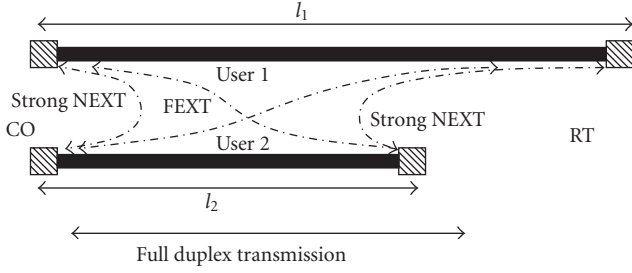 l1
User 1
Strong NEXT
FEXT
Strong NEXT
CO
RT
User 2
l2
Full duplex transmission